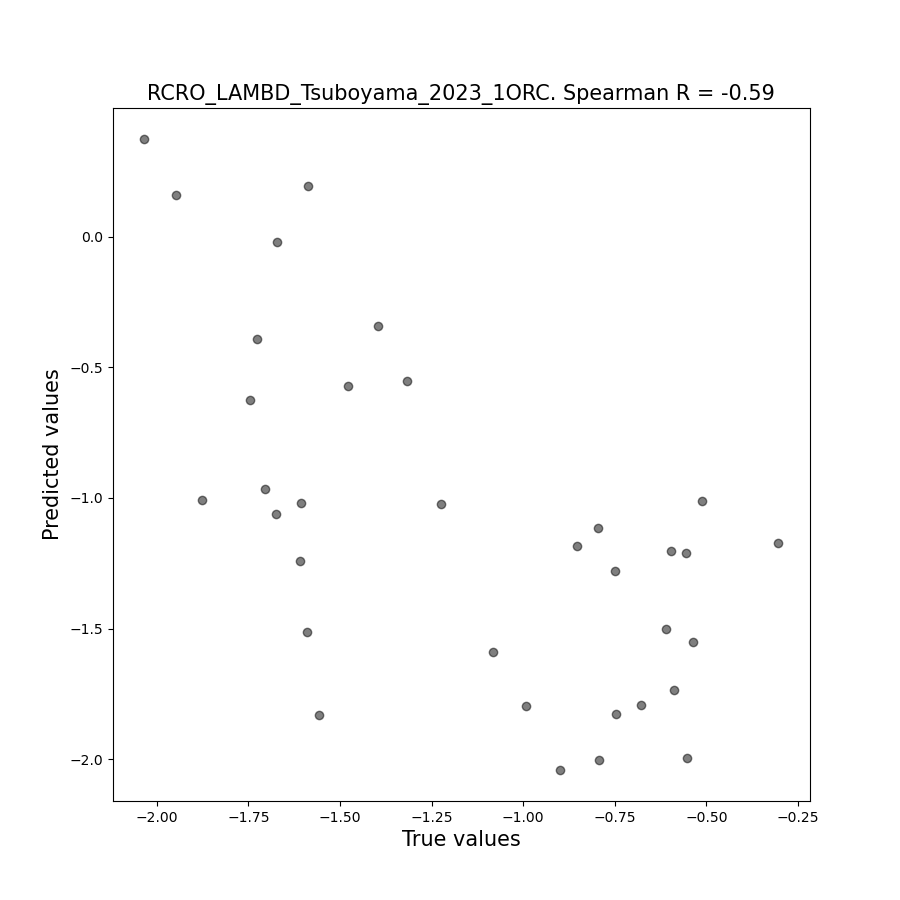 RCRO_LAMBD_Tsuboyama_2023_1ORC. Spearman R = -0.59
0.0
−0.5
−1.0
−1.5
−2.0
Predicted values
−2.00 −1.75 −1.50 −1.25 −1.00 −0.75 −0.50 −0.25
True values